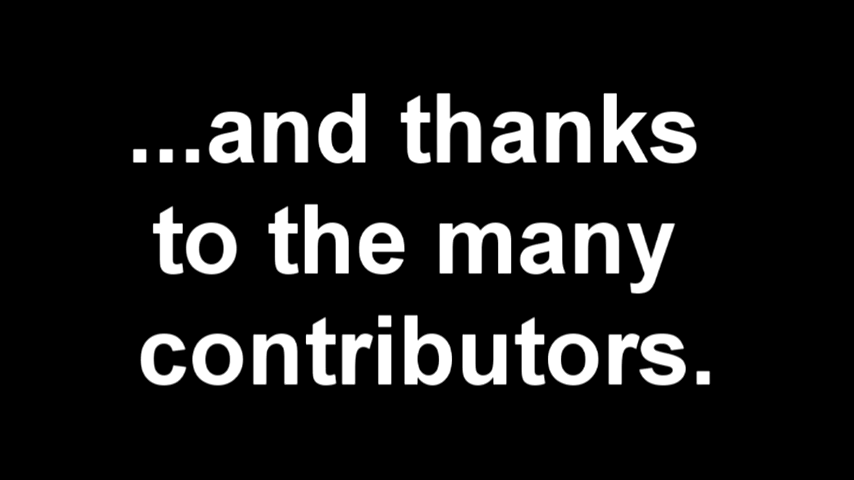 ...and thanks
to the many
contributors.